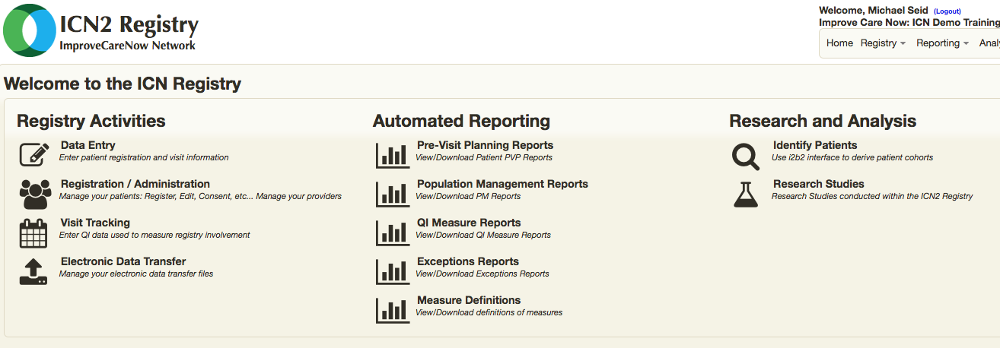 ICN2 Registry
ImproveCareNow Network
Welcome, Michael Seid (Logout)
Improve Care Now: ICN Demo Training
Home Registry Reporting
Welcome to the ICN Registry
Registry Activities
Data Entry
Enter patient registration and visit information
Registration / Administration
Manage your patients: Register, Edit, Consent, etc... Manage your providers
Visit Tracking
Enter QI data used to measure registry involvement
Electronic Data Transfer
Manage your electronic data transfer files
Automated Reporting
Pre-Visit Planning Reports
View/Download Patient PVP Reports
Population Management Reports
View/Download PM Reports
QI Measure Reports
View/Download QI Measure Reports
Exceptions Reports
View/Download Exceptions Reports
Measure Definitions
View/Download definitions of measures
Research and Analysis
Identify Patients
Use i2b2 interface to derive patient cohorts
Research Studies
Research Studies conducted within the ICN2 Registry